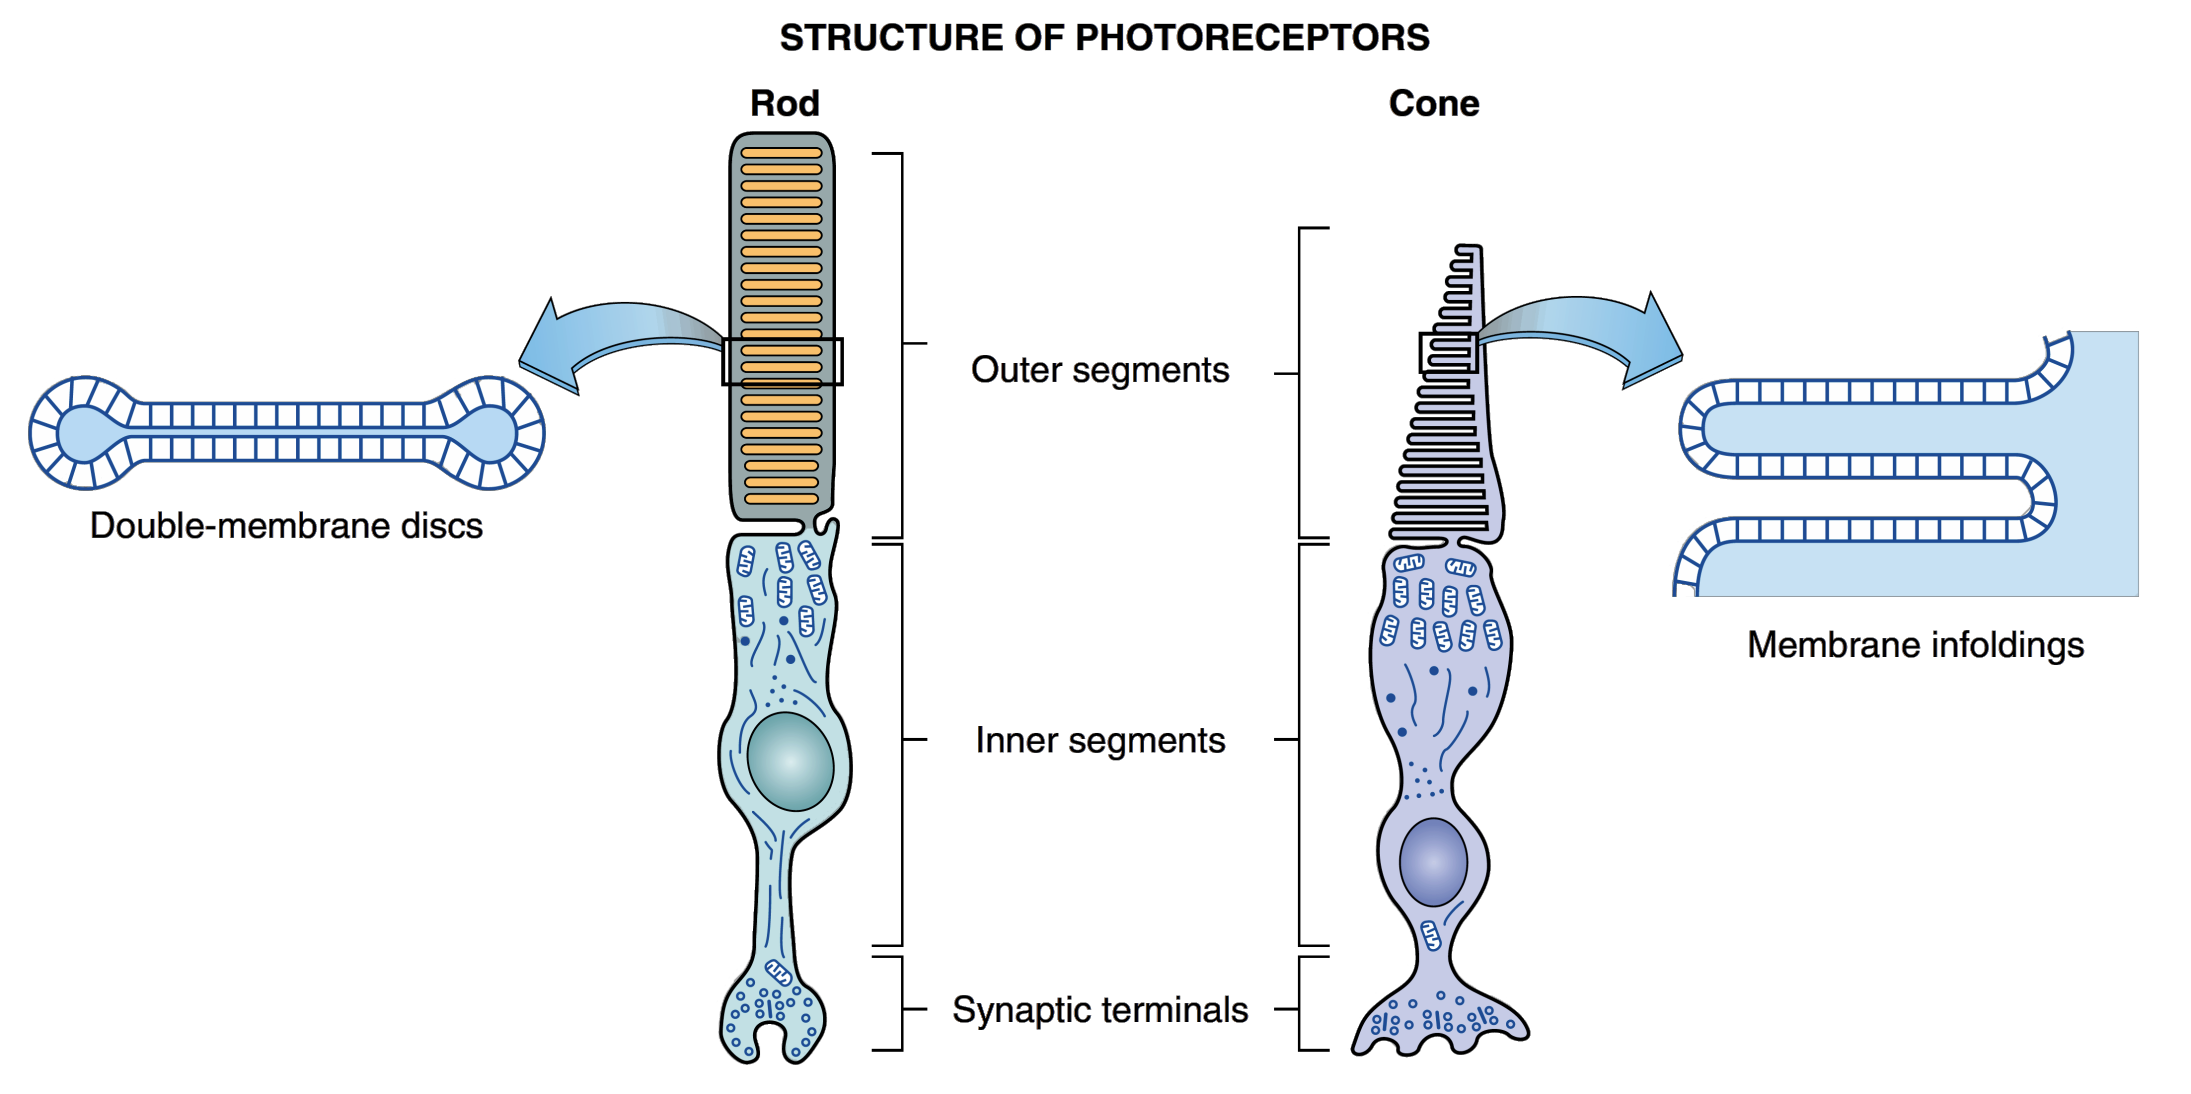 STRUCTURE OF PHOTORECEPTORS
Rod
Cone
Outer segments
Double-membrane discs
Membrane infoldings
Inner segments
Synaptic terminals